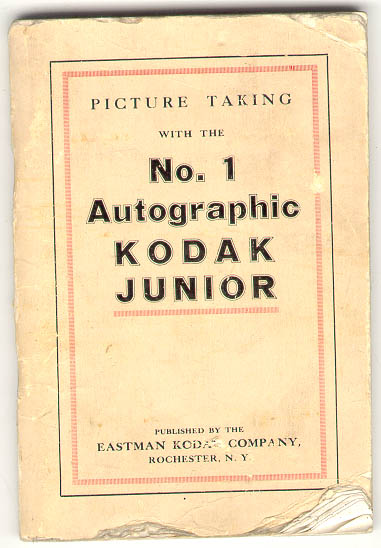 PICTURE TAKING
WITH THE
No. 1
Autographic
KODAK
JUNIOR
PUBLISHED BY THE
EASTMAN KODAK COMPANY,
ROCHESTER, N. Y.